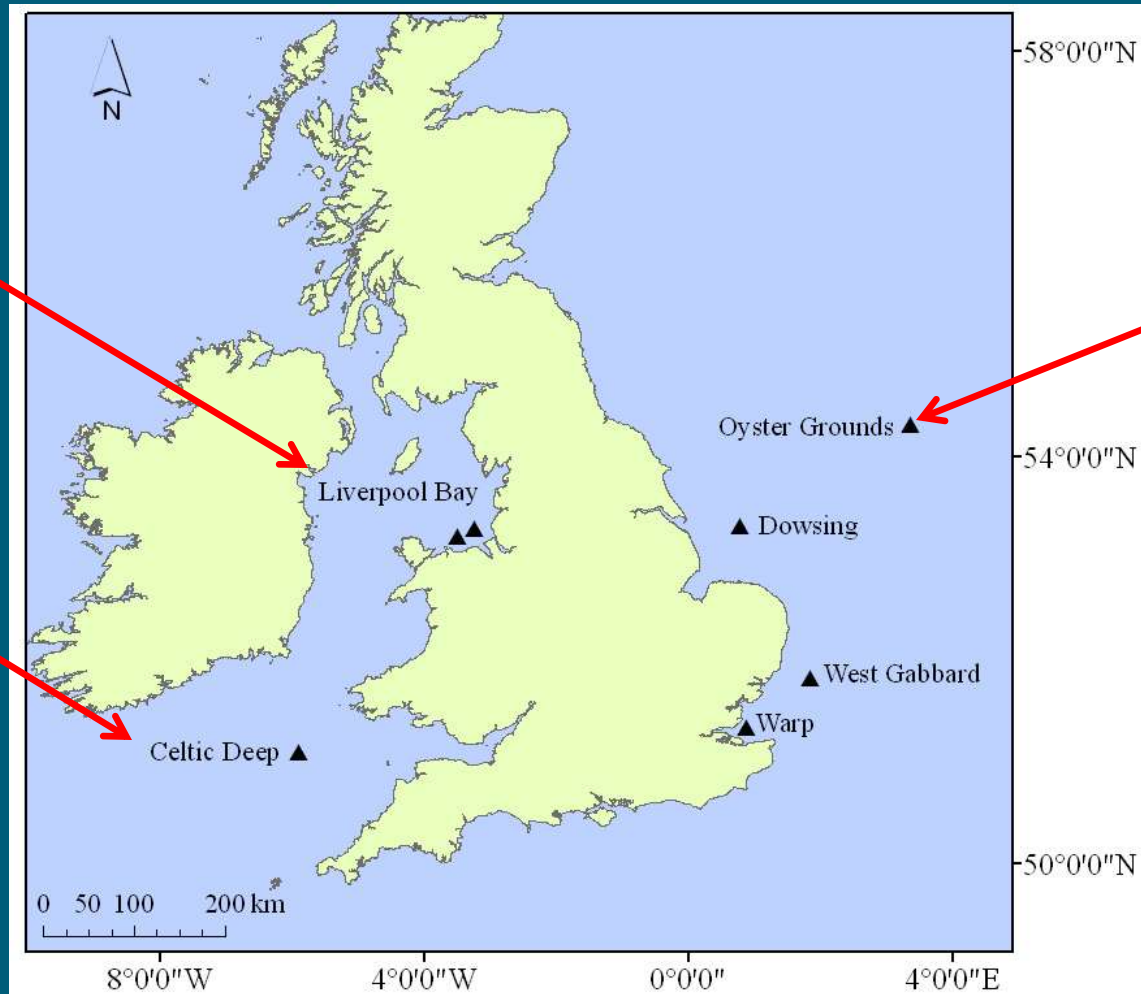 N
58°0'0"N
Oyster Grounds
54°0'0"N
Liverpool Bay
Dowsing
West Gabbard
Warp
Celtic Deep
50°0'0"N
0 50 100 200 km
8°0'0"W 4°0'0"W 0°0'0" 4°0'0"E